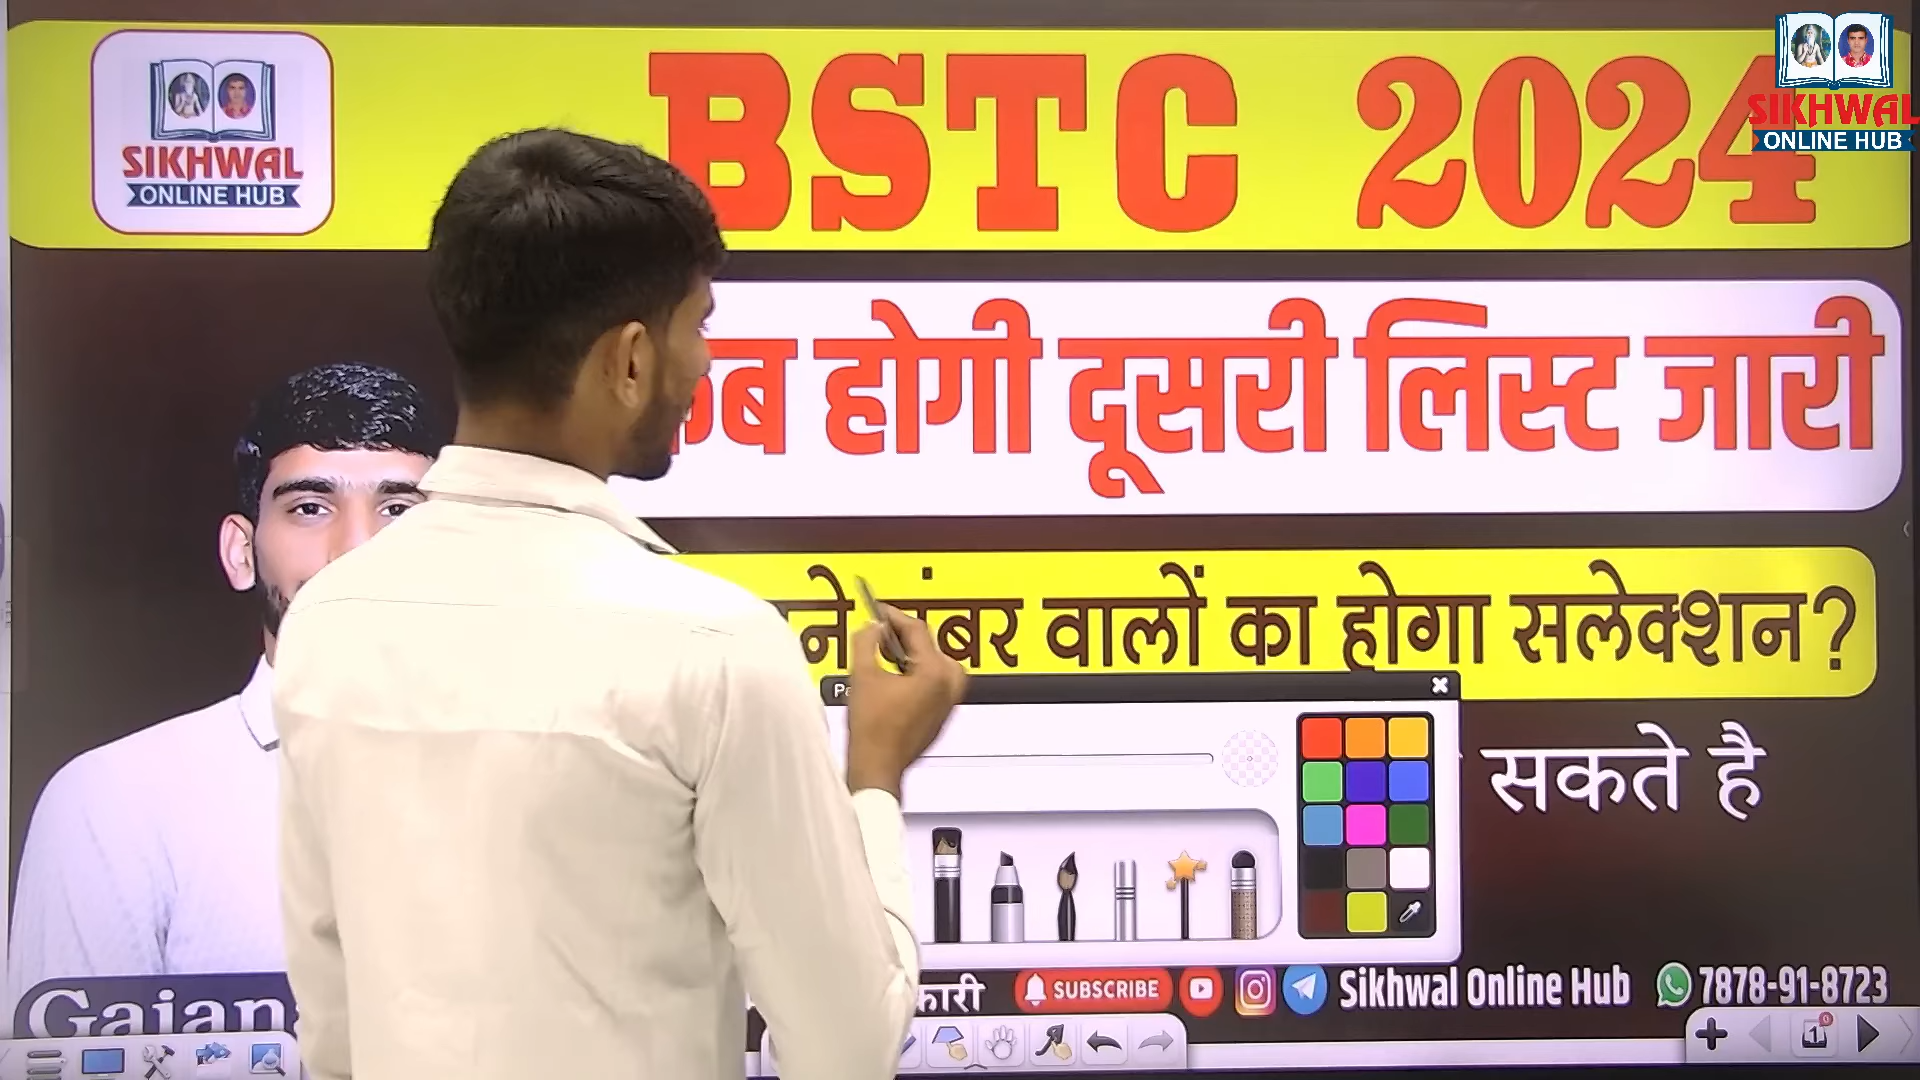 SIKHWAL
ONLINE HUB
BSTC 2024
SIKHWAL
ONLINE HUB
होगी दूसरी लिस्ट जारी
वालों का होगा सलेक्शन?
सकते है
SUBSCRIBE
Sikhwal Online Hub
7878-91-8723
1